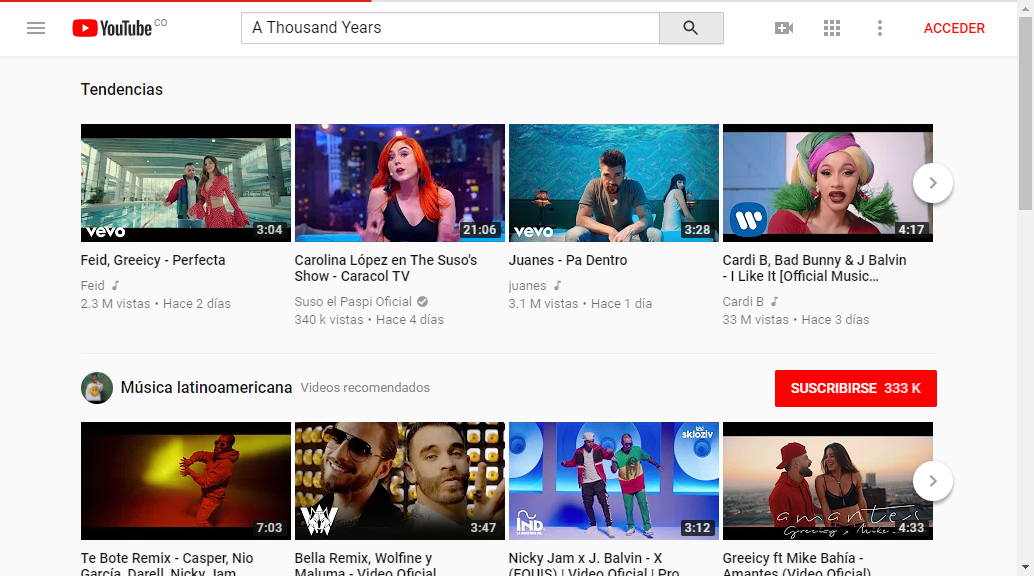 YouTube CO
A Thousand Years
ACCEDER
Tendencias
vevo 3:04
21:06
vevo 3:28
W 4:17
Feid, Greeicy - Perfecta
Feid
2.3 M vistas • Hace 2 días
Carolina López en The Suso's
Show - Caracol TV
Suso el Paspi Oficial
340 k vistas • Hace 4 días
Juanes - Pa Dentro
juanes
3.1 M vistas • Hace 1 día
Cardi B, Bad Bunny & J Balvin
- I Like It [Official Music...
Cardi B
33 M vistas • Hace 3 días
Música latinoamericana Videos recomendados
SUSCRIBIRSE 333 K
7:03
W 3:47
skloziv
IND
3:12
amantes
Greeicy y Mike
4:33
Te Bote Remix - Casper, Nio
García, Darell, Nicky Jam,
Bella Remix, Wolfine y
Maluma - Video Oficial
Nicky Jam x J. Balvin - X
(EQUIS) | Video Oficial | Pro
Greeicy ft Mike Bahía -
Amantes (Video Oficial)